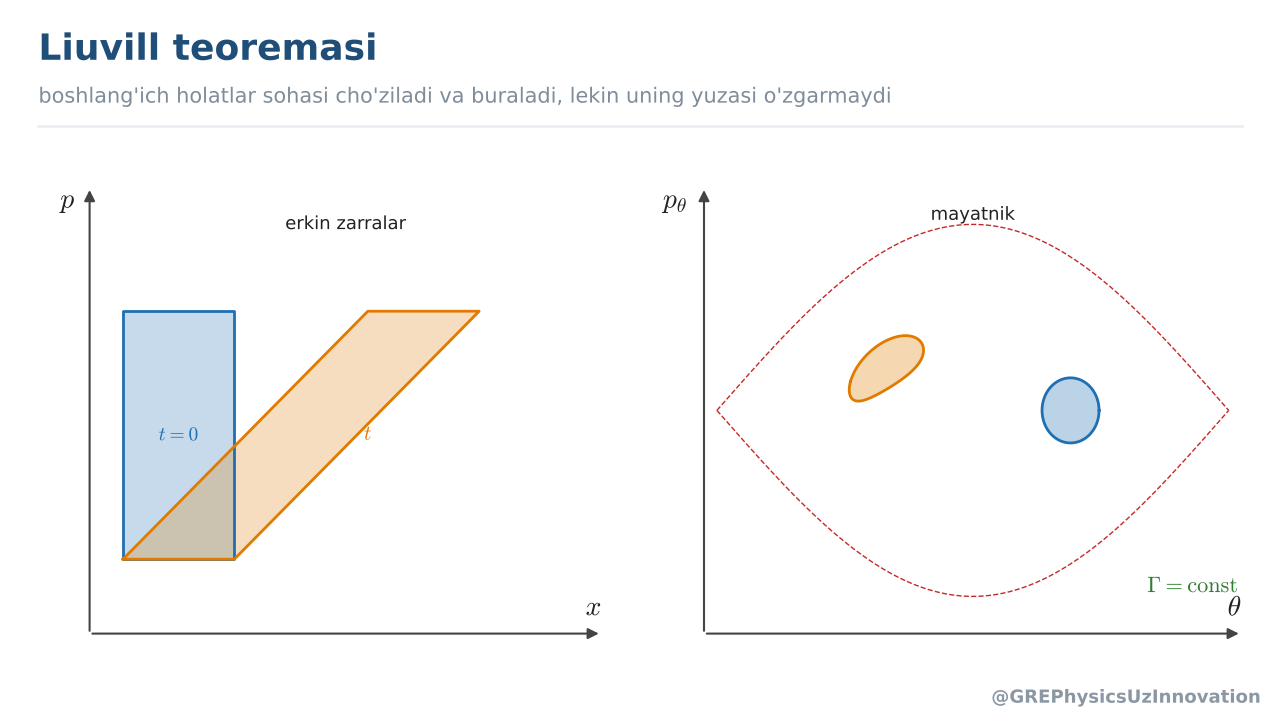 Liuvill teoremasi
boshlang'ich holatlar sohasi cho'ziladi va buraladi, lekin uning yuzasi o'zgarmaydi
p
erkin zarralar
t = 0
t
x
p_θ
mayatnik
Γ = const
θ
@GREPhysicsUzInnovation